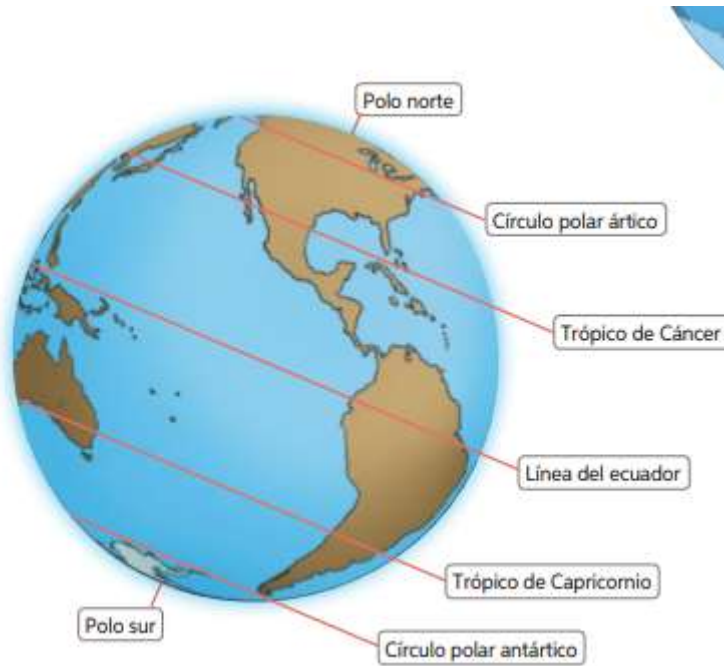 Polo norte
Círculo polar ártico
Trópico de Cáncer
Línea del ecuador
Trópico de Capricornio
Polo sur
Círculo polar antártico